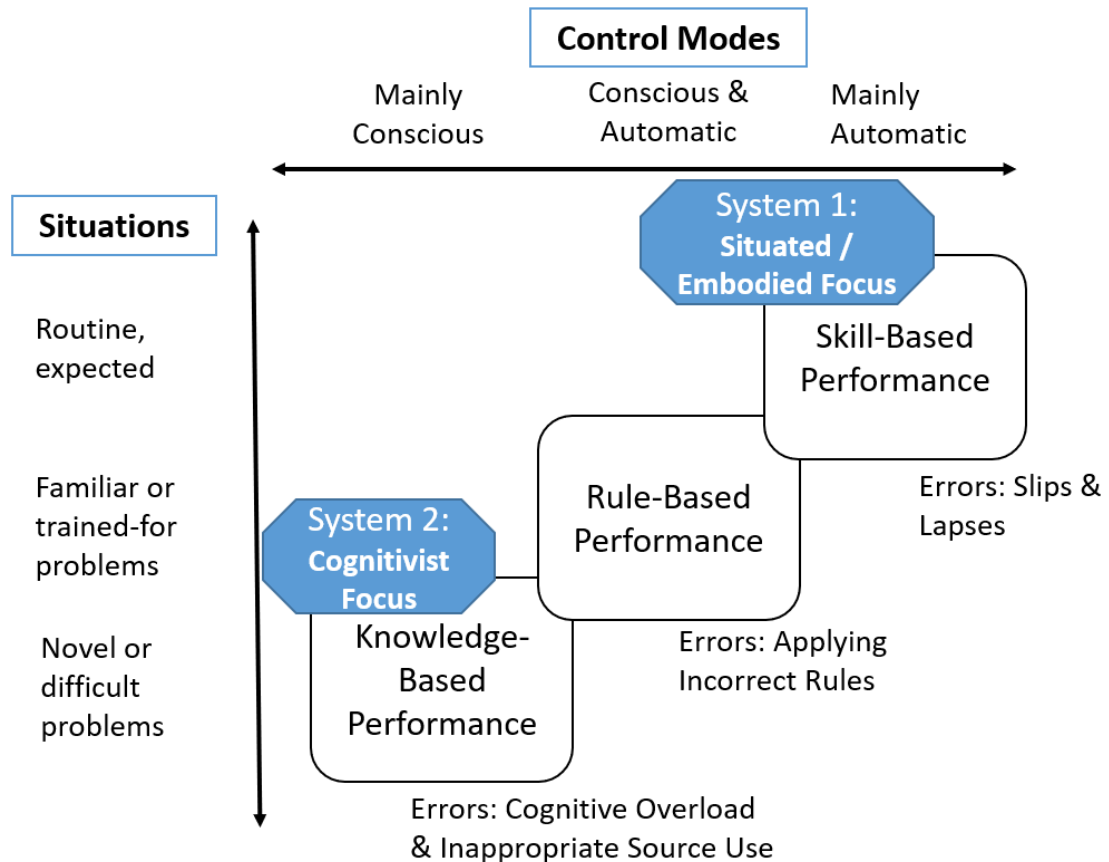 Control Modes
Mainly
Conscious
Conscious &
Automatic
Mainly
Automatic
Situations
System 1:
Situated /
Embodied Focus
Routine,
expected
Skill-Based
Performance
Familiar or
trained-for
problems
Rule-Based
Performance
Errors: Slips &
Lapses
System 2:
Cognitivist
Focus
Novel or
difficult
problems
Knowledge-
Based
Performance
Errors: Applying
Incorrect Rules
Errors: Cognitive Overload
& Inappropriate Source Use